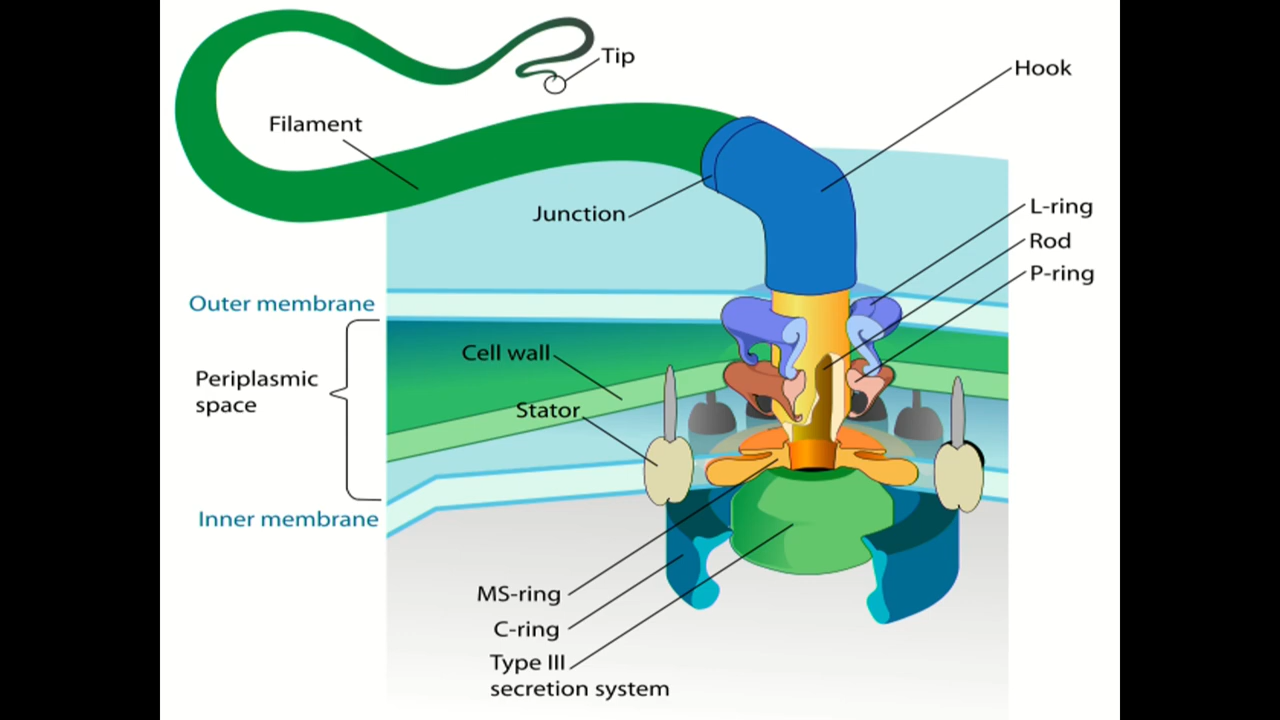 Tip
Hook
Filament
L-ring
Junction
Rod
P-ring
Outer membrane
Cell wall
Periplasmic
space
Stator
Inner membrane
MS-ring
C-ring
Type III
secretion system